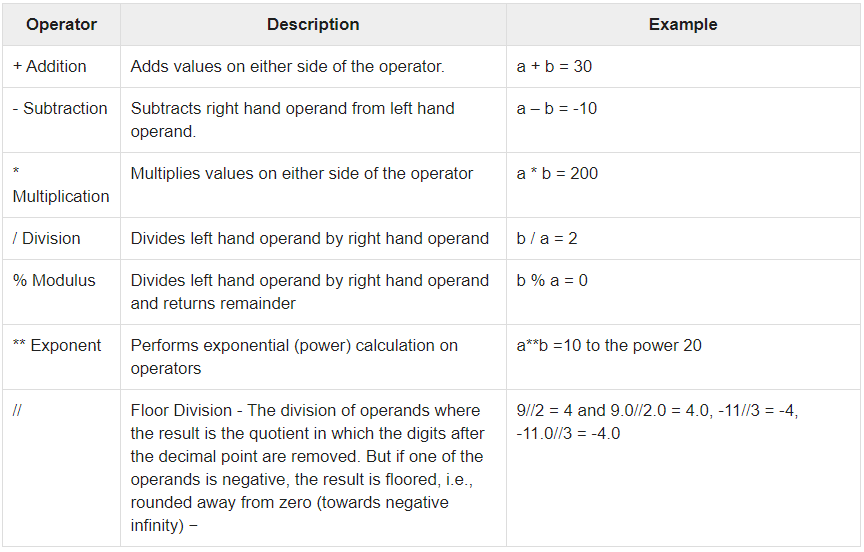 Operator Description Example
+ Addition Adds values on either side of the operator. a + b = 30
- Subtraction Subtracts right hand operand from left hand a – b = -10
operand.
* Multiplies values on either side of the operator a * b = 200
Multiplication
/ Division Divides left hand operand by right hand operand b / a = 2
% Modulus Divides left hand operand by right hand operand b % a = 0
and returns remainder
** Exponent Performs exponential (power) calculation on a**b =10 to the power 20
operators
// Floor Division - The division of operands where 9//2 = 4 and 9.0//2.0 = 4.0, -11//3 = -4,
the result is the quotient in which the digits after -11.0//3 = -4.0
the decimal point are removed. But if one of the
operands is negative, the result is floored, i.e.,
rounded away from zero (towards negative
infinity) −